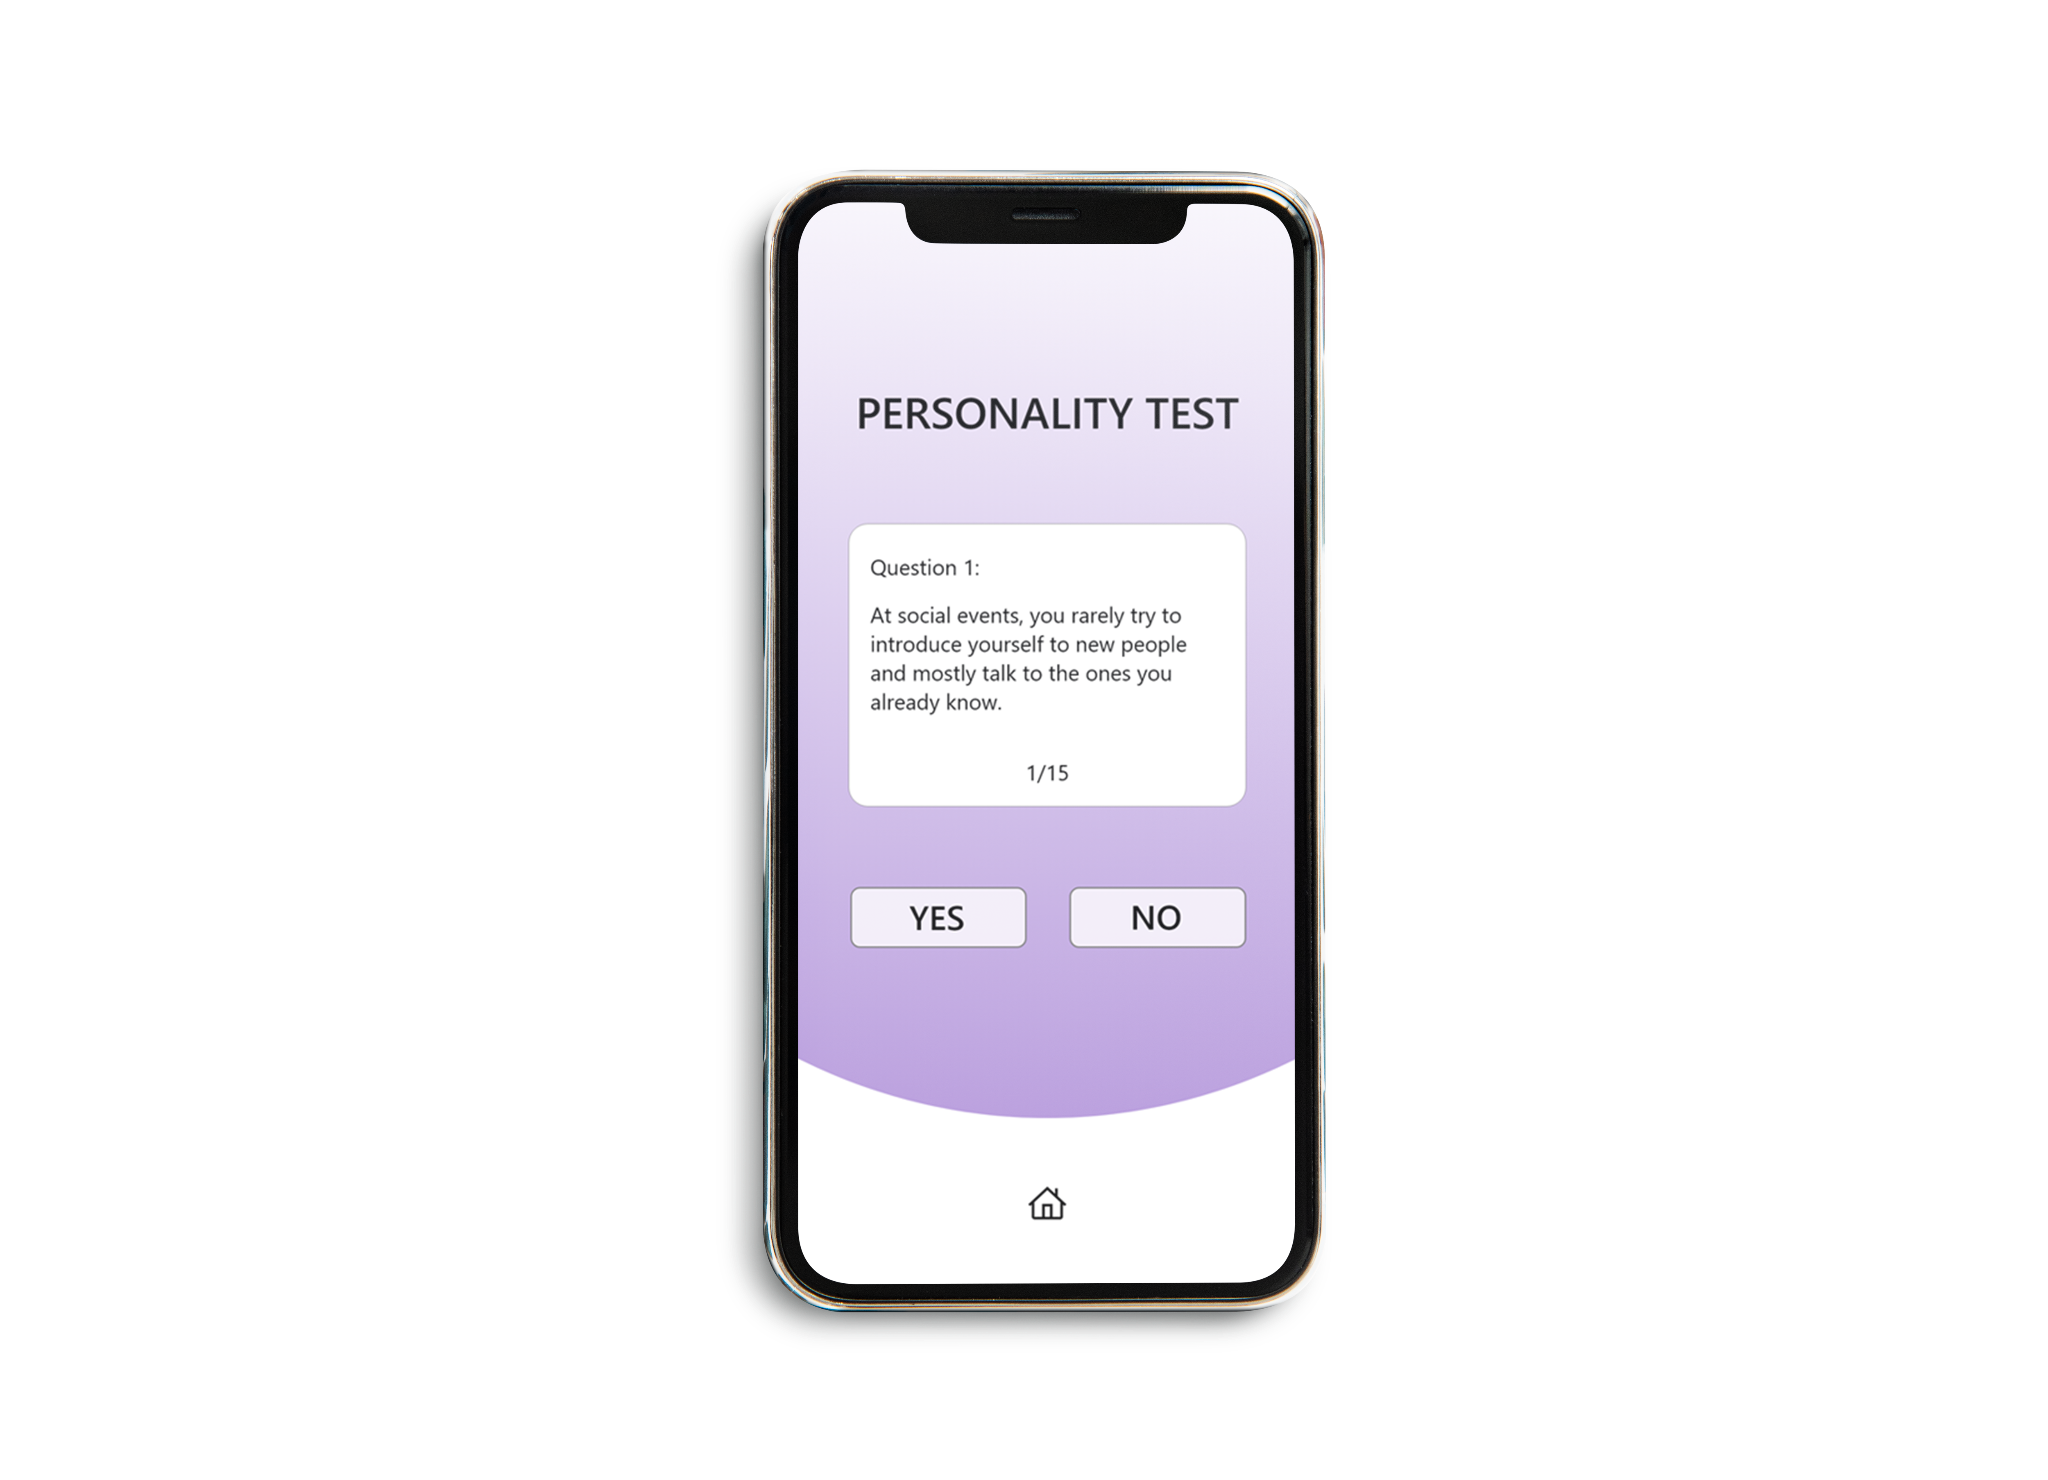 PERSONALITY TEST
Question 1:
At social events, you rarely try to
introduce yourself to new people
and mostly talk to the ones you
already know.
1/15
YES
NO